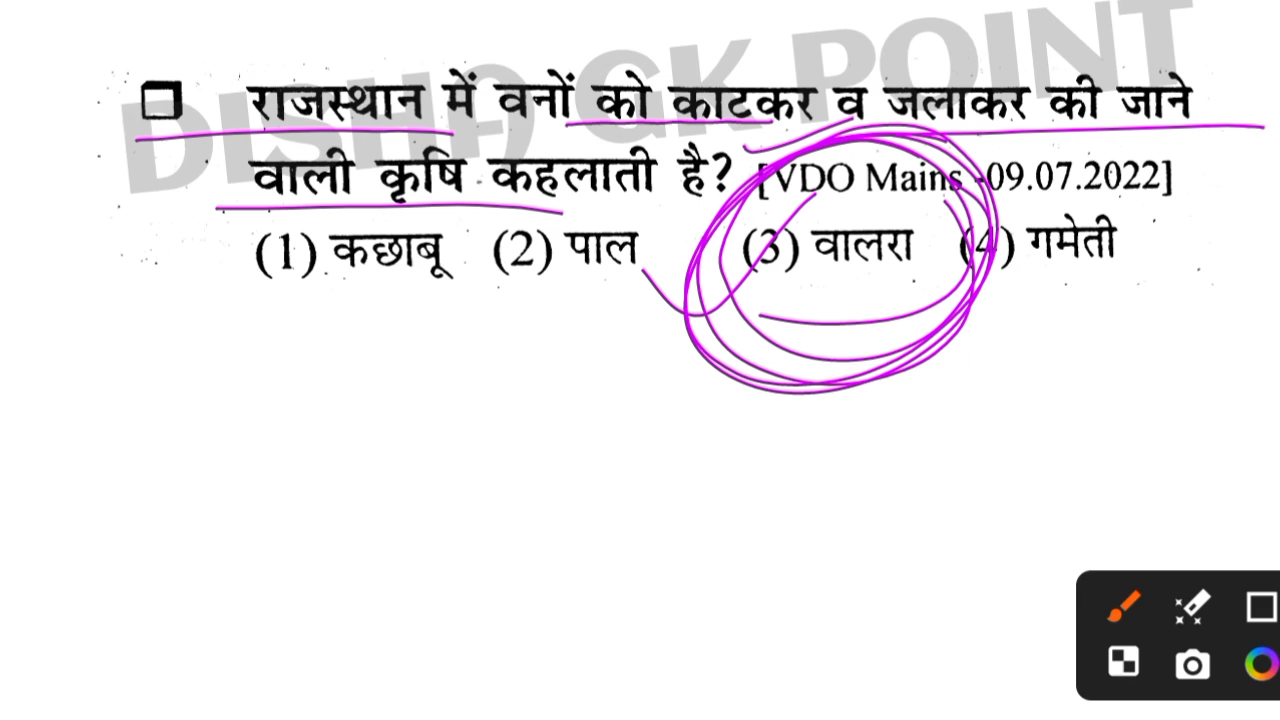 DISHA GK POINT
राजस्थान में वनों को काटकर व जलाकर की जाने
वाली कृषि कहलाती है? [VDO Mains -09.07.2022]
(1) कछाबू (2) पाल (3) वालरा (4) गमेती